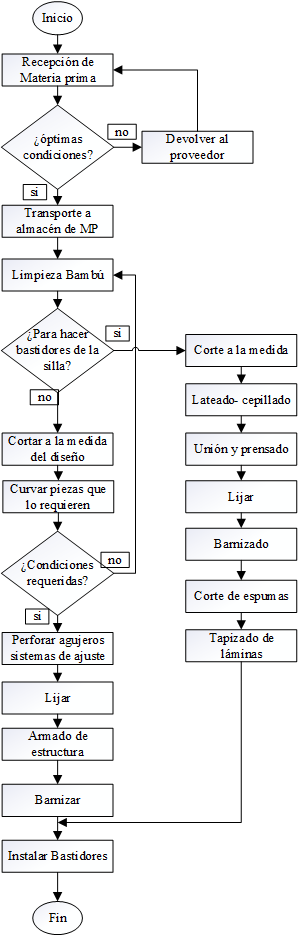 Inicio
Recepción de
Materia prima
¿óptimas
condiciones?
no
Devolver al
proveedor
si
Transporte a
almacén de MP
Limpieza Bambú
¿Para hacer
bastidores de la
silla?
si
no
Cortar a la medida
del diseño
Curvar piezas que
lo requieren
¿Condiciones
requeridas?
no
si
Perforar agujeros
sistemas de ajuste
Lijar
Armado de
estructura
Barnizar
Corte a la medida
Lateado- cepillado
Unión y prensado
Lijar
Barnizado
Corte de espumas
Tapizado de
láminas
Instalar Bastidores
Fin